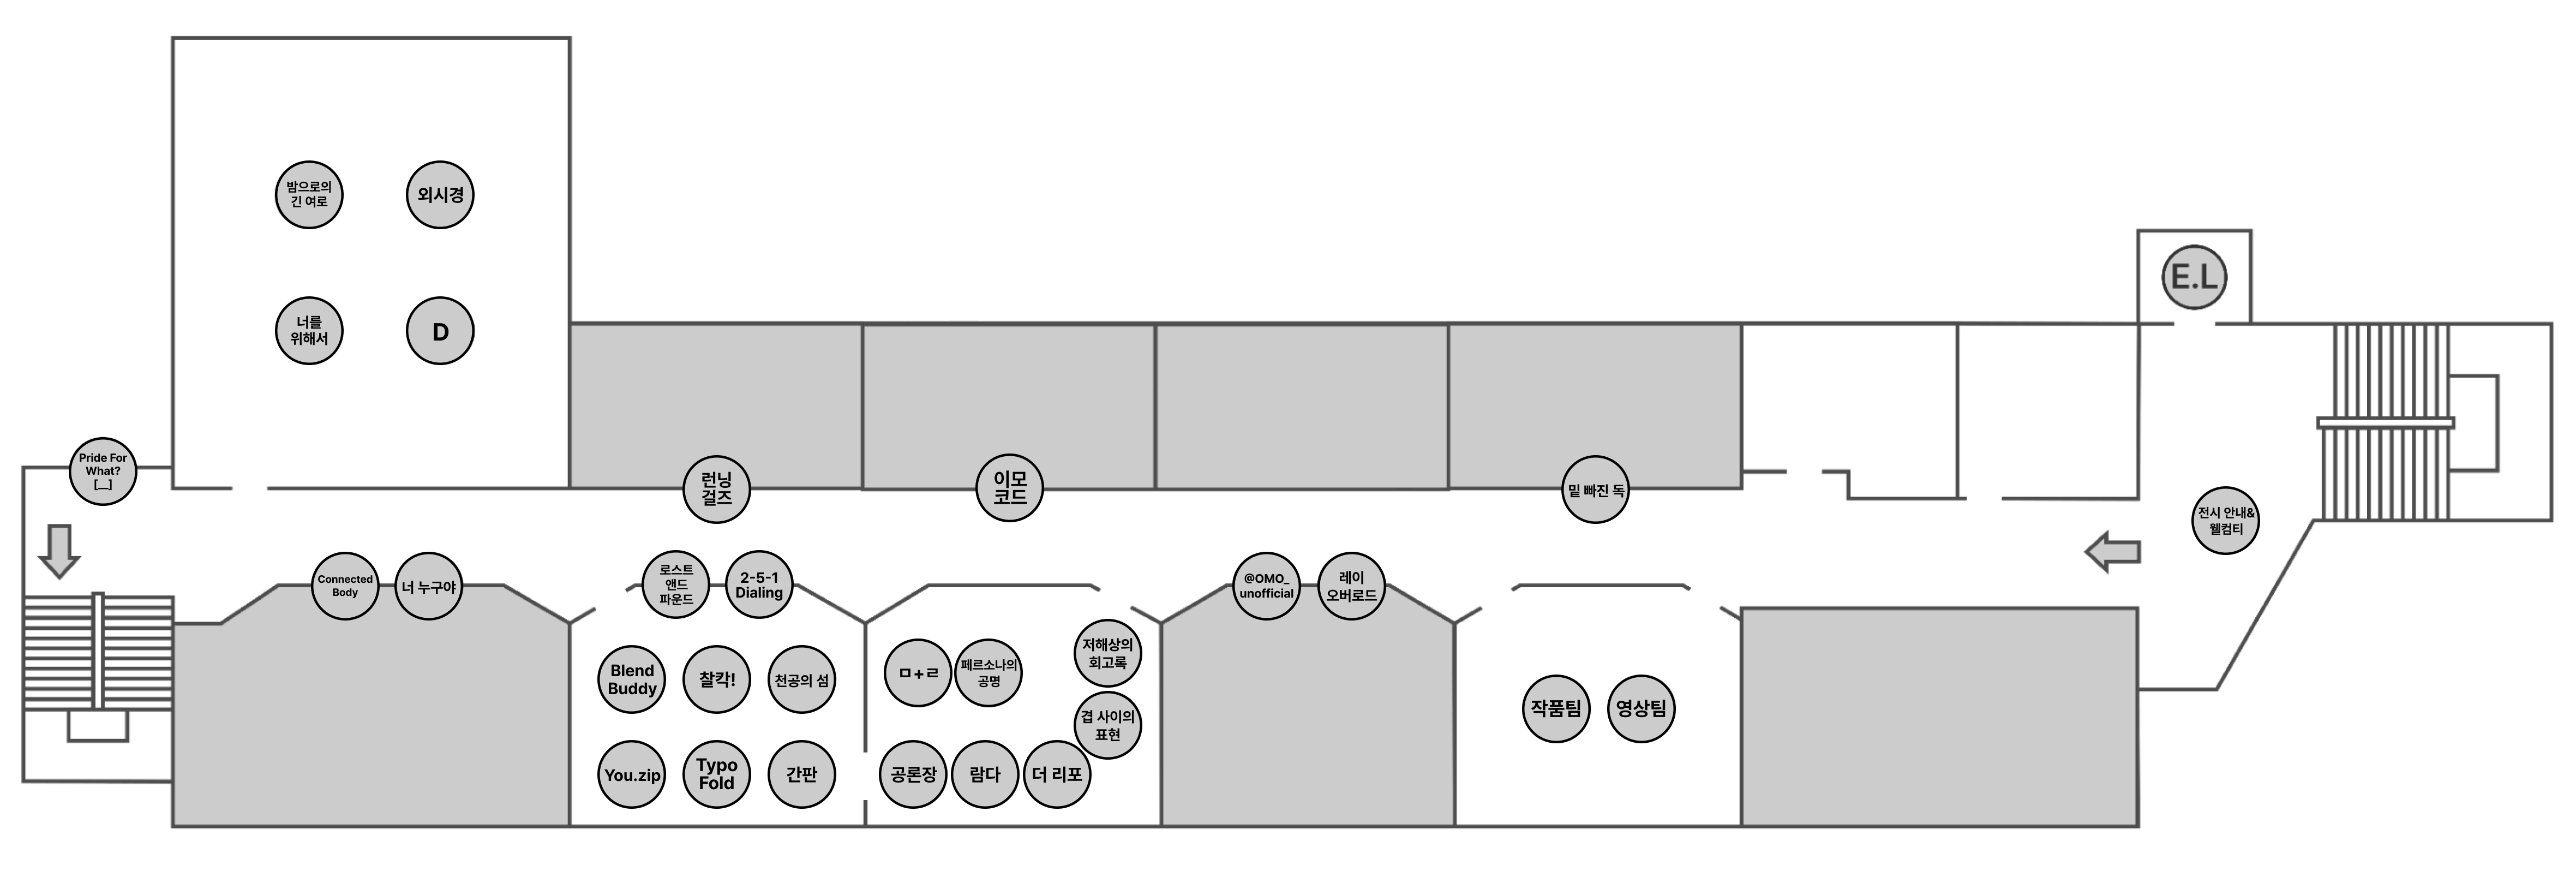 밤으로의
긴 여로
외시경
너를
위해서
D
E.L
Pride For
What?
[__]
런닝
걸즈
이모
코드
밑 빠진 독
전시 안내&
웰컴티
Connected
Body
너 누구야
로스트
앤드
파운드
2-5-1
Dialing
@OMO_
unofficial
레이
오버로드
Blend
Buddy
찰칵!
천공의 섬
ㅁ+ㄹ
페르소나의
공명
저해상의
회고록
겹 사이의
표현
작품팀
영상팀
You.zip
Typo
Fold
간판
공론장
람다
더 리포